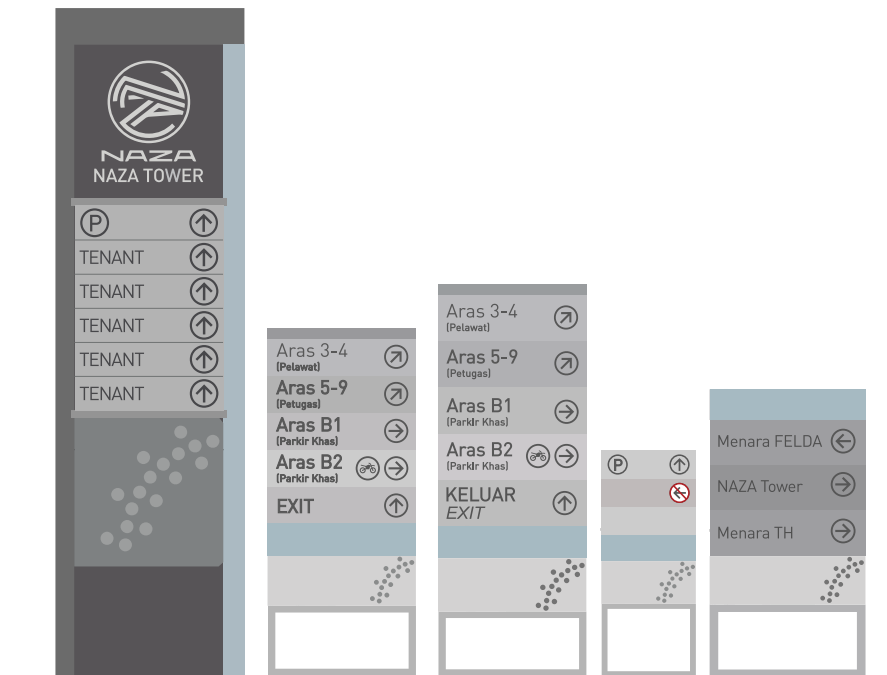 NAZA
NAZA TOWER
P
TENANT
TENANT
TENANT
TENANT
TENANT
Aras 3-4
(Pelawat)
Aras 5-9
(Petugas)
Aras B1
(Parkir Khas)
Aras B2
(Parkir Khas)
EXIT
Aras 3-4
(Pelawat)
Aras 5-9
(Petugas)
Aras B1
(Parkir Khas)
Aras B2
(Parkir Khas)
KELUAR
EXIT
P
Menara FELDA
NAZA Tower
Menara TH